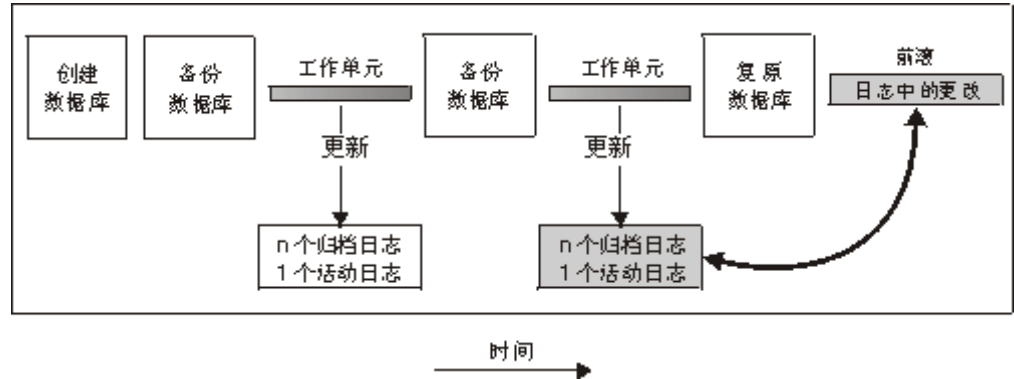 创建
数据库
备份
数据库
工作单元
备份
数据库
工作单元
复原
数据库
前滚
日志中的更改
更新
更新
n个归档日志
1个活动日志
n个归档日志
1个活动日志
时间